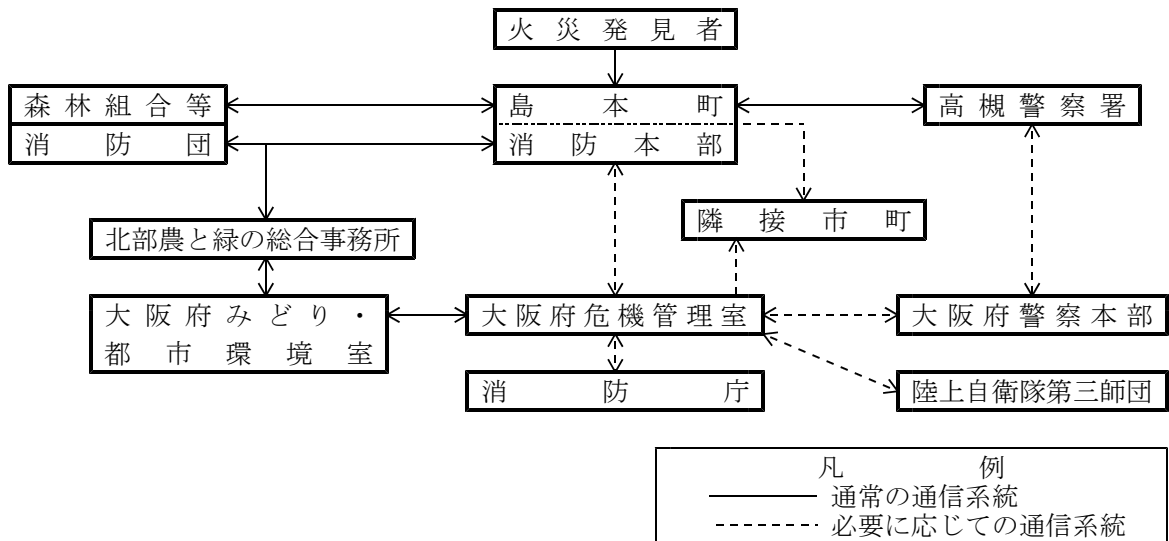 火災発見者
森林組合等
島本町
高槻警察署
消防団
消防本部
隣接市町
北部農と緑の総合事務所
大阪府みどり・
都市環境室
大阪府危機管理室
大阪府警察本部
消防庁
陸上自衛隊第三師団
凡例
通常の通信系統
必要に応じての通信系統